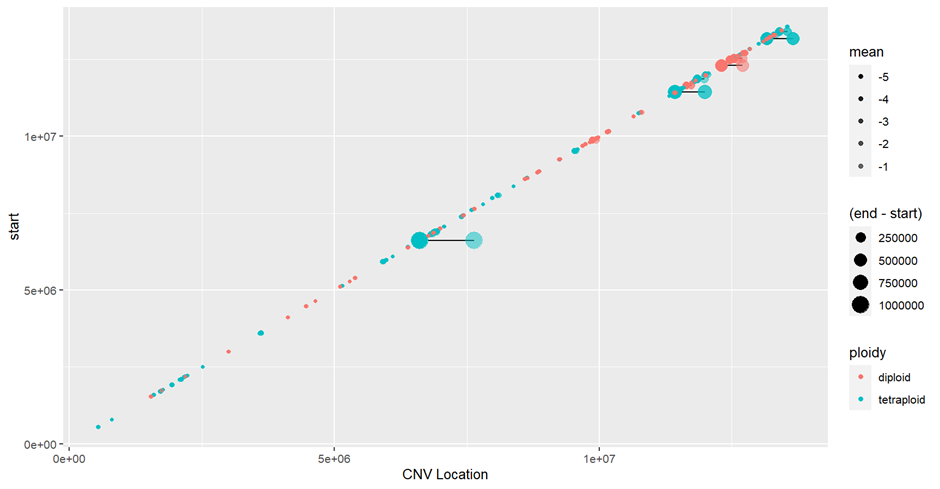 start
1e+07
5e+06
0e+00
0e+00
5e+06
1e+07
CNV Location
mean
-5
-4
-3
-2
-1
(end - start)
250000
500000
750000
1000000
ploidy
diploid
tetraploid